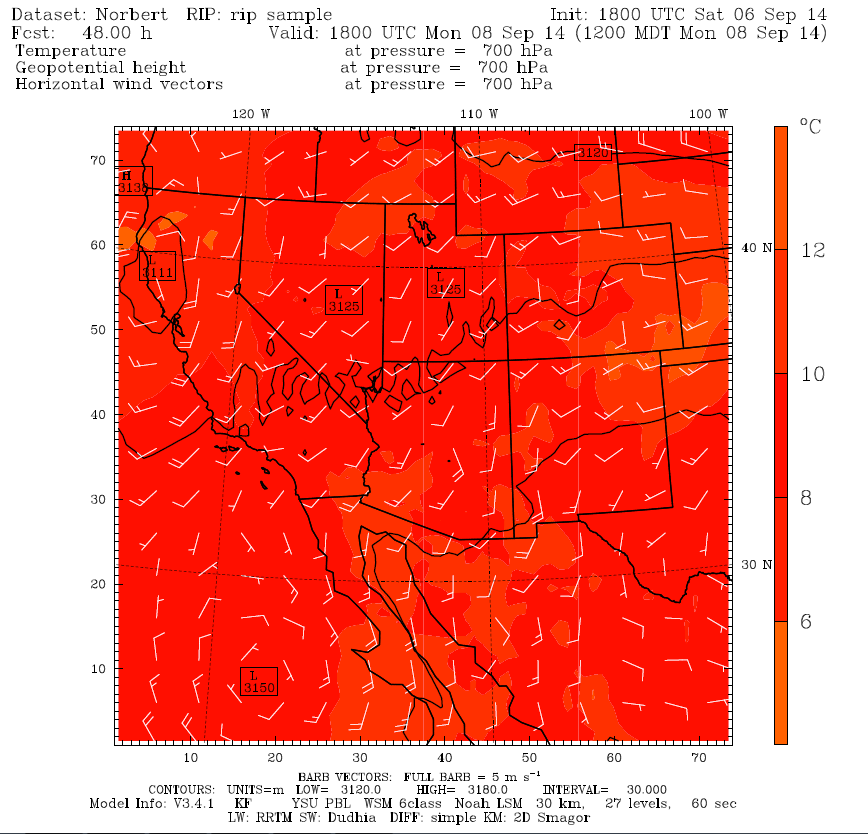 Dataset: Norbert   RIP: rip sample   Init: 1800 UTC Sat 06 Sep 14
Fcst:   48.00 h   Valid: 1800 UTC Mon 08 Sep 14 (1200 MDT Mon 08 Sep 14)
Temperature   at pressure =   700 hPa
Geopotential height   at pressure =   700 hPa
Horizontal wind vectors   at pressure =   700 hPa
120 W   110 W   100 W
°C
70   3120
H
3138
60   40 N   12
L
3111
L
3125
L
3125
50
10
40
8
30
30 N
20
6
L
3150
10
10   20   30   40   50   60   70
BARB VECTORS:   FULL BARB = 5 m s⁻¹
CONTOURS:   UNITS=m   LOW=   3120.0   HIGH=   3180.0   INTERVAL=   30.000
Model Info: V3.4.1   KF   YSU PBL   WSM 6class   Noah LSM   30 km,   27 levels,   60 sec
LW: RRTM SW: Dudhia   DIFF: simple KM: 2D Smagor